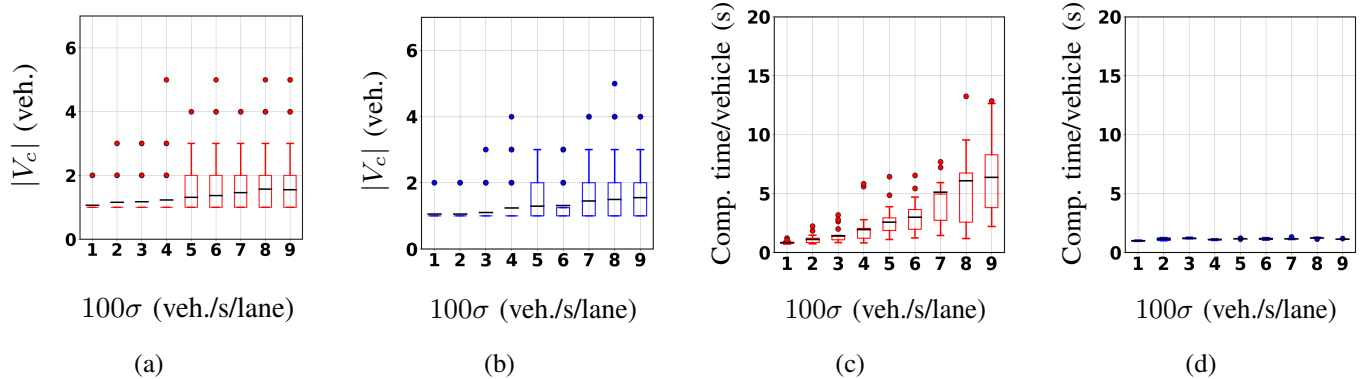 |V_c| (veh.)
6
4
2
0
1 2 3 4 5 6 7 8 9
100σ (veh./s/lane)
(a)
|V_c| (veh.)
6
4
2
0
1 2 3 4 5 6 7 8 9
100σ (veh./s/lane)
(b)
Comp. time/vehicle (s)
20
15
10
5
0
1 2 3 4 5 6 7 8 9
100σ (veh./s/lane)
(c)
Comp. time/vehicle (s)
20
15
10
5
0
1 2 3 4 5 6 7 8 9
100σ (veh./s/lane)
(d)